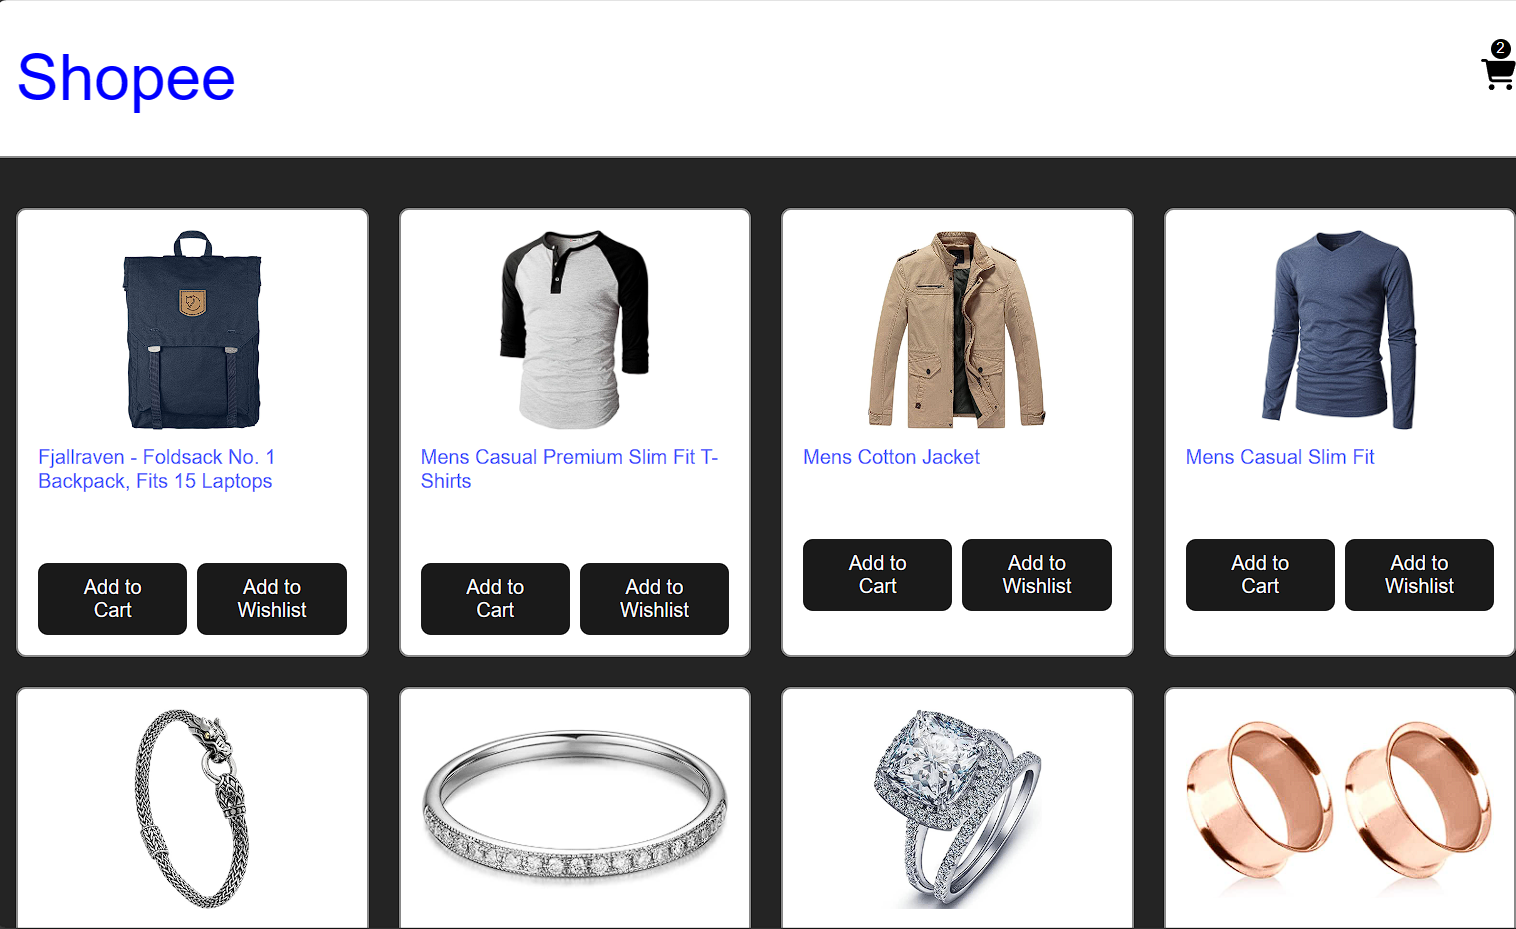 Shopee
2
Fjallraven - Foldsack No. 1
Backpack, Fits 15 Laptops
Add to
Cart
Add to
Wishlist
Mens Casual Premium Slim Fit T-
Shirts
Add to
Cart
Add to
Wishlist
Mens Cotton Jacket
Add to
Cart
Add to
Wishlist
Mens Casual Slim Fit
Add to
Cart
Add to
Wishlist